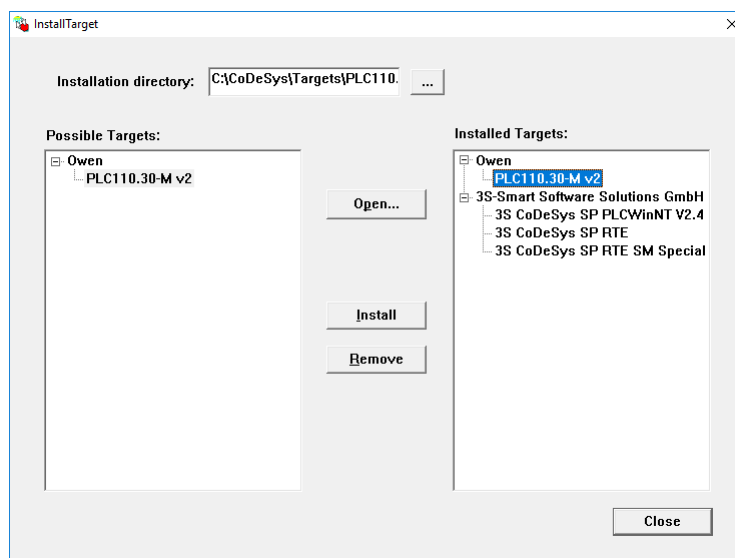 InstallTarget
Installation directory:
C:\CoDeSys\Targets\PLC110.
...
Possible Targets:
Owen
PLC110.30-M v2
Open...
Install
Remove
Installed Targets:
Owen
PLC110.30-M v2
3S-Smart Software Solutions GmbH
3S CoDeSys SP PLCWinNT V2.4
3S CoDeSys SP RTE
3S CoDeSys SP RTE SM Special
Close